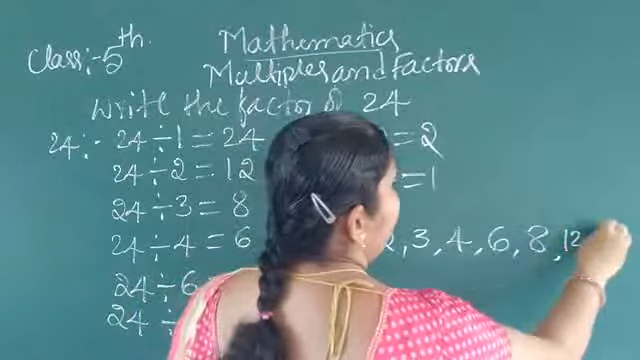 Class:- 5th.
Mathematics
Multiples and Factors
Write the factor of 24
24:- 24 ÷ 1 = 24
24 ÷ 2 = 12
24 ÷ 3 = 8
24 ÷ 4 = 6
24 ÷ 6
24 ÷
= 2
= 1
2, 3, 4, 6, 8, 12